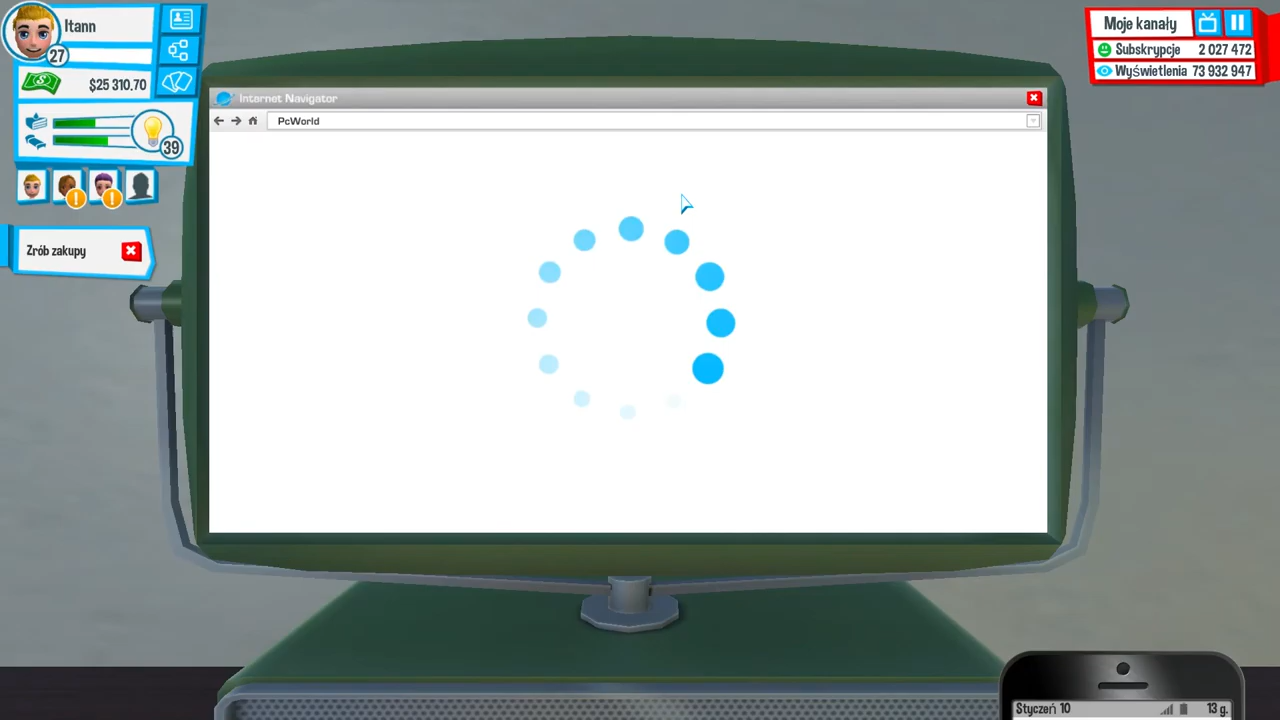 Itann
27
$25 310.70
39
Zrób zakupy
Internet Navigator
PcWorld
Moje kanały
Subskrypcje 2 027 472
Wyświetlenia 73 932 947
Styczeń 10 13 g.